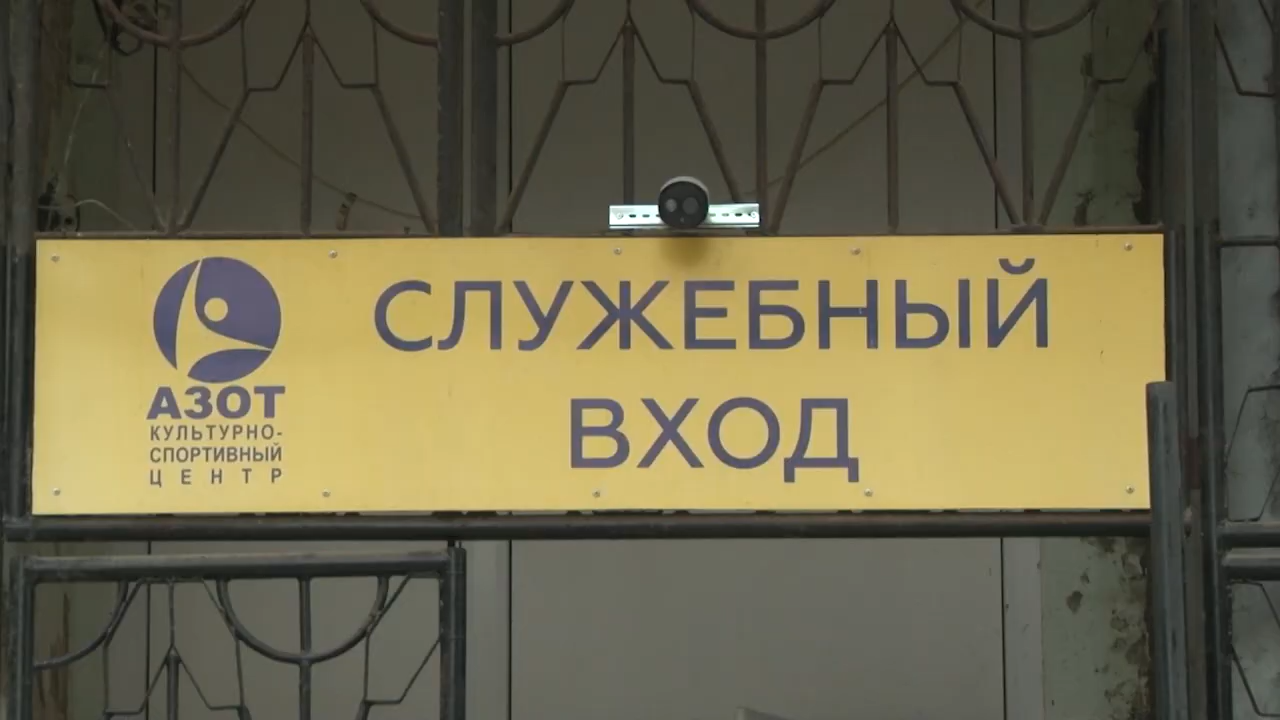 СЛУЖЕБНЫЙ
ВХОД
АЗОТ
КУЛЬТУРНО-
СПОРТИВНЫЙ
ЦЕНТР